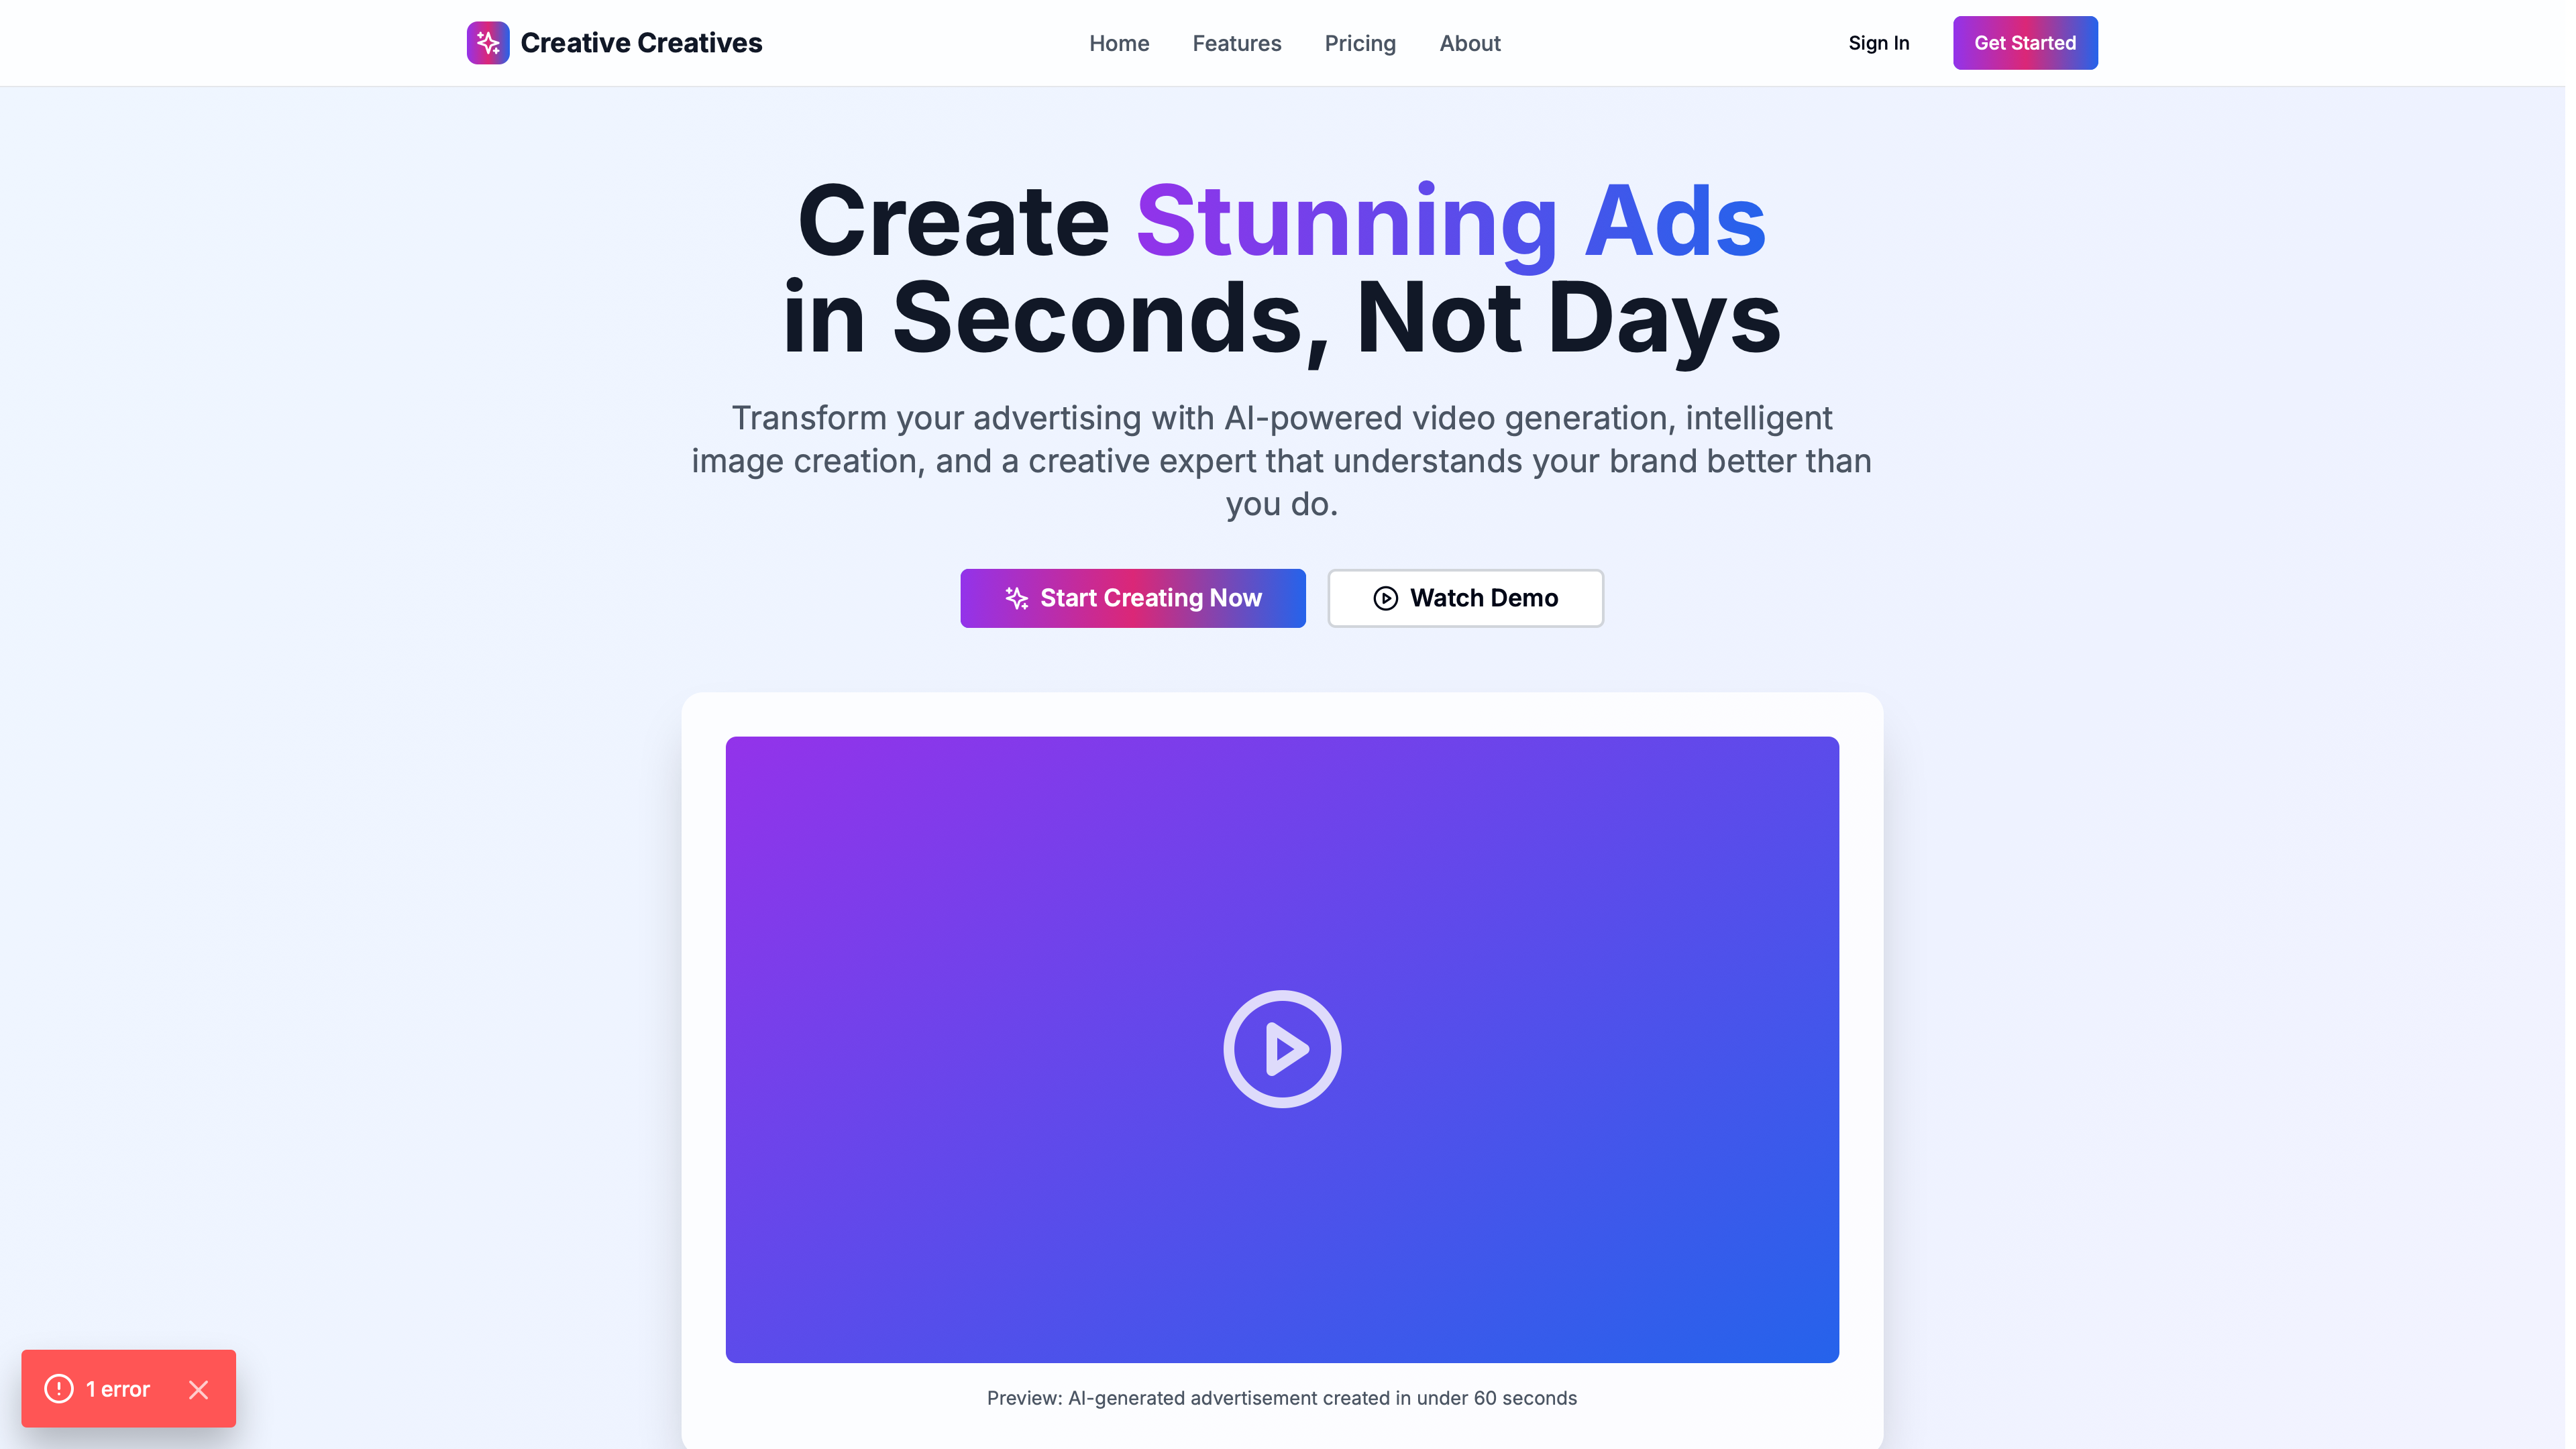 Creative Creatives
Home
Features
Pricing
About
Sign In
Get Started
Create Stunning Ads
in Seconds, Not Days
Transform your advertising with AI-powered video generation, intelligent
image creation, and a creative expert that understands your brand better than
you do.
Start Creating Now
Watch Demo
Preview: AI-generated advertisement created in under 60 seconds
1 error